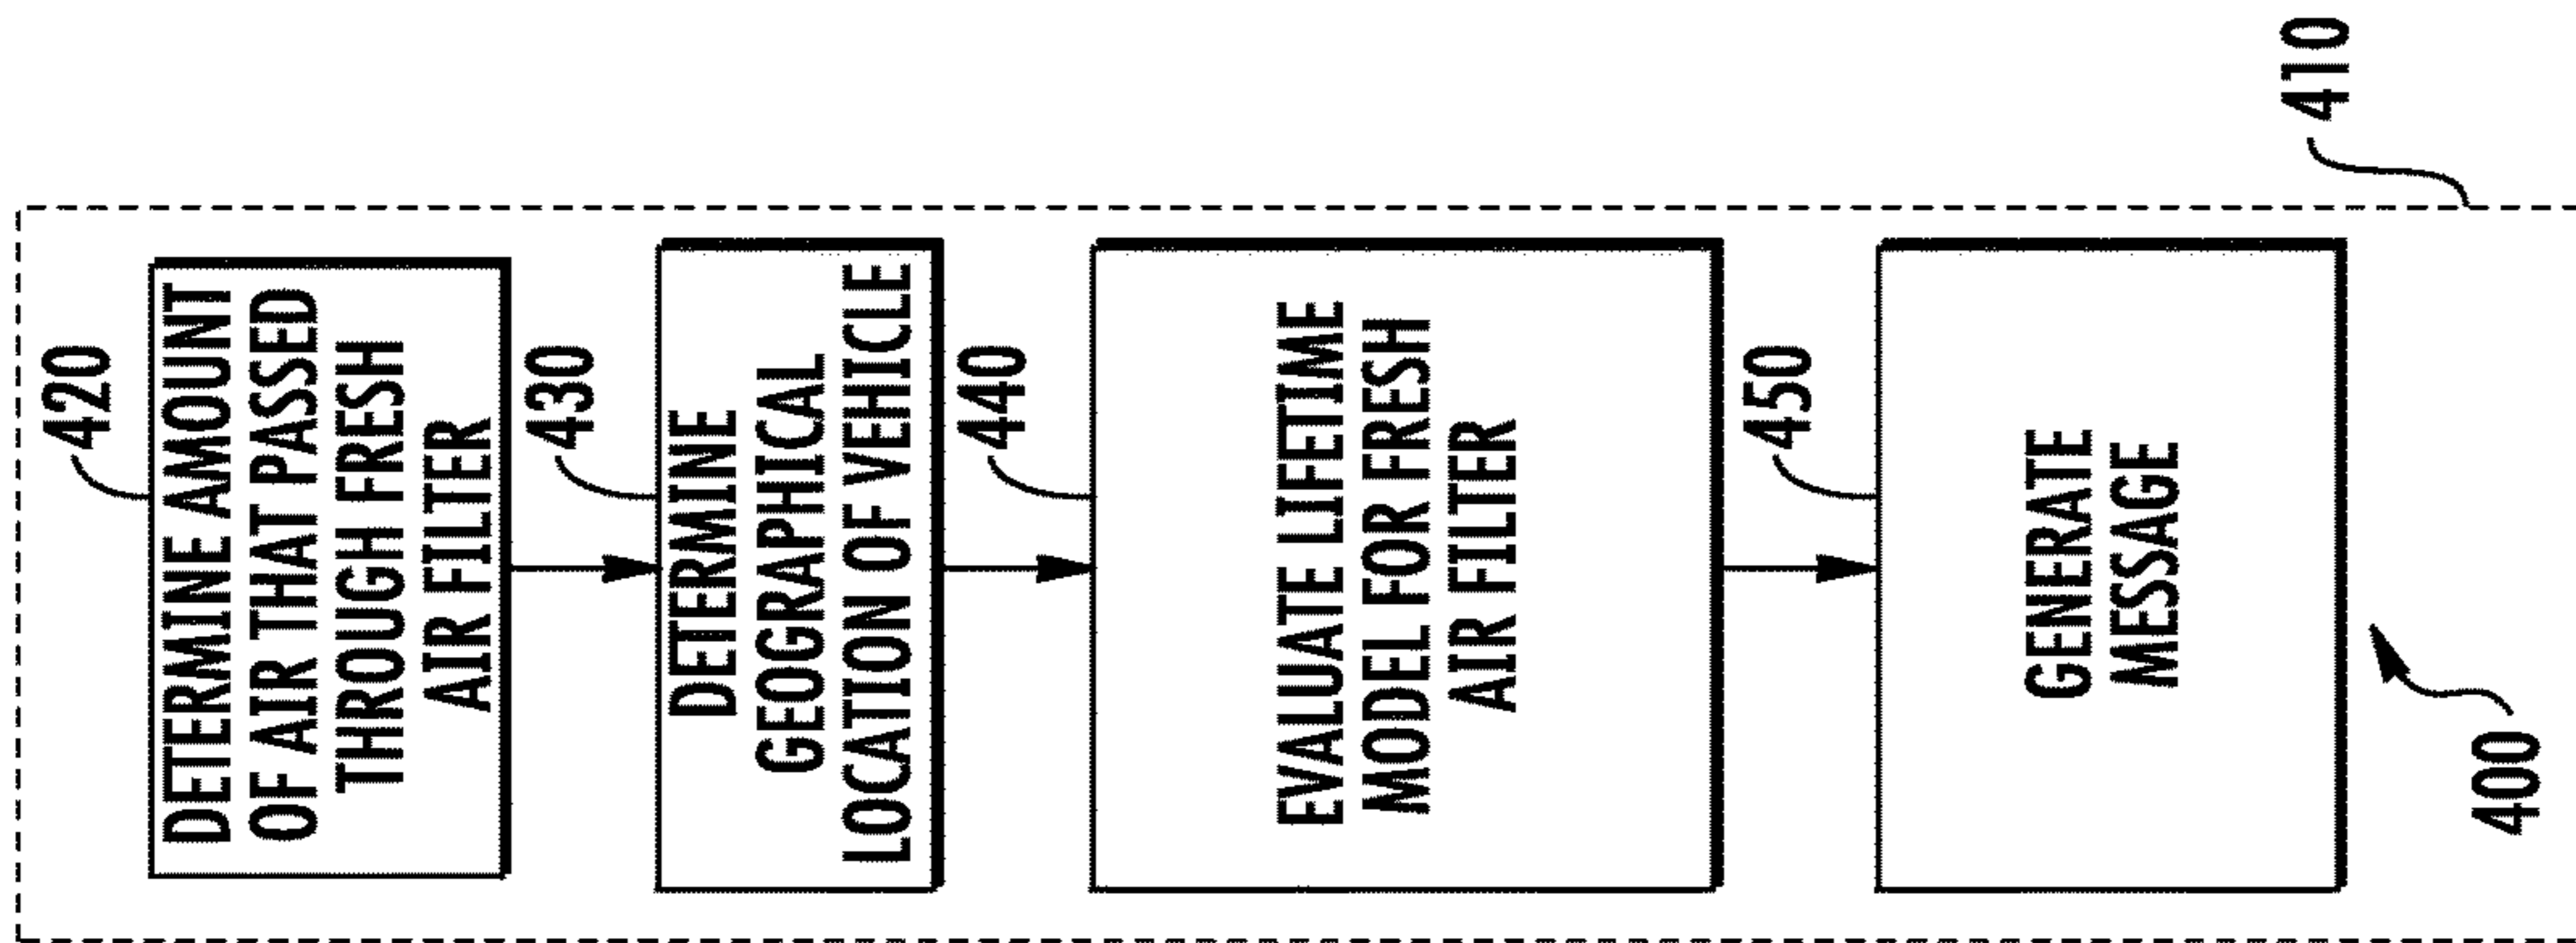 410
420
DETERMINE AMOUNT
OF AIR THAT PASSED
THROUGH FRESH
AIR FILTER
430
DETERMINE
GEOGRAPHICAL
LOCATION OF VEHICLE
440
EVALUATE LIFETIME
MODEL FOR FRESH
AIR FILTER
450
GENERATE
MESSAGE
400